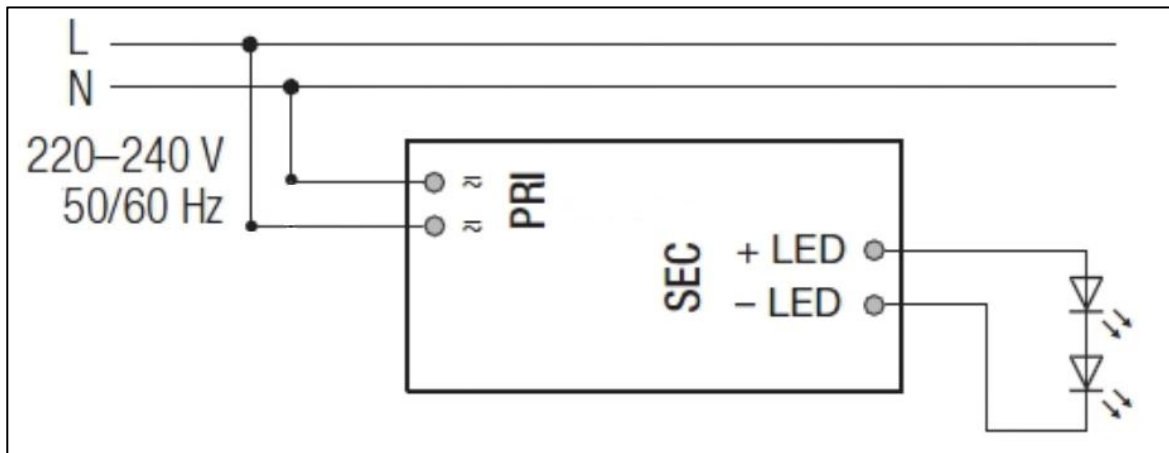 L
N
220–240 V
50/60 Hz
≈
≈
PRI
SEC
+ LED
– LED